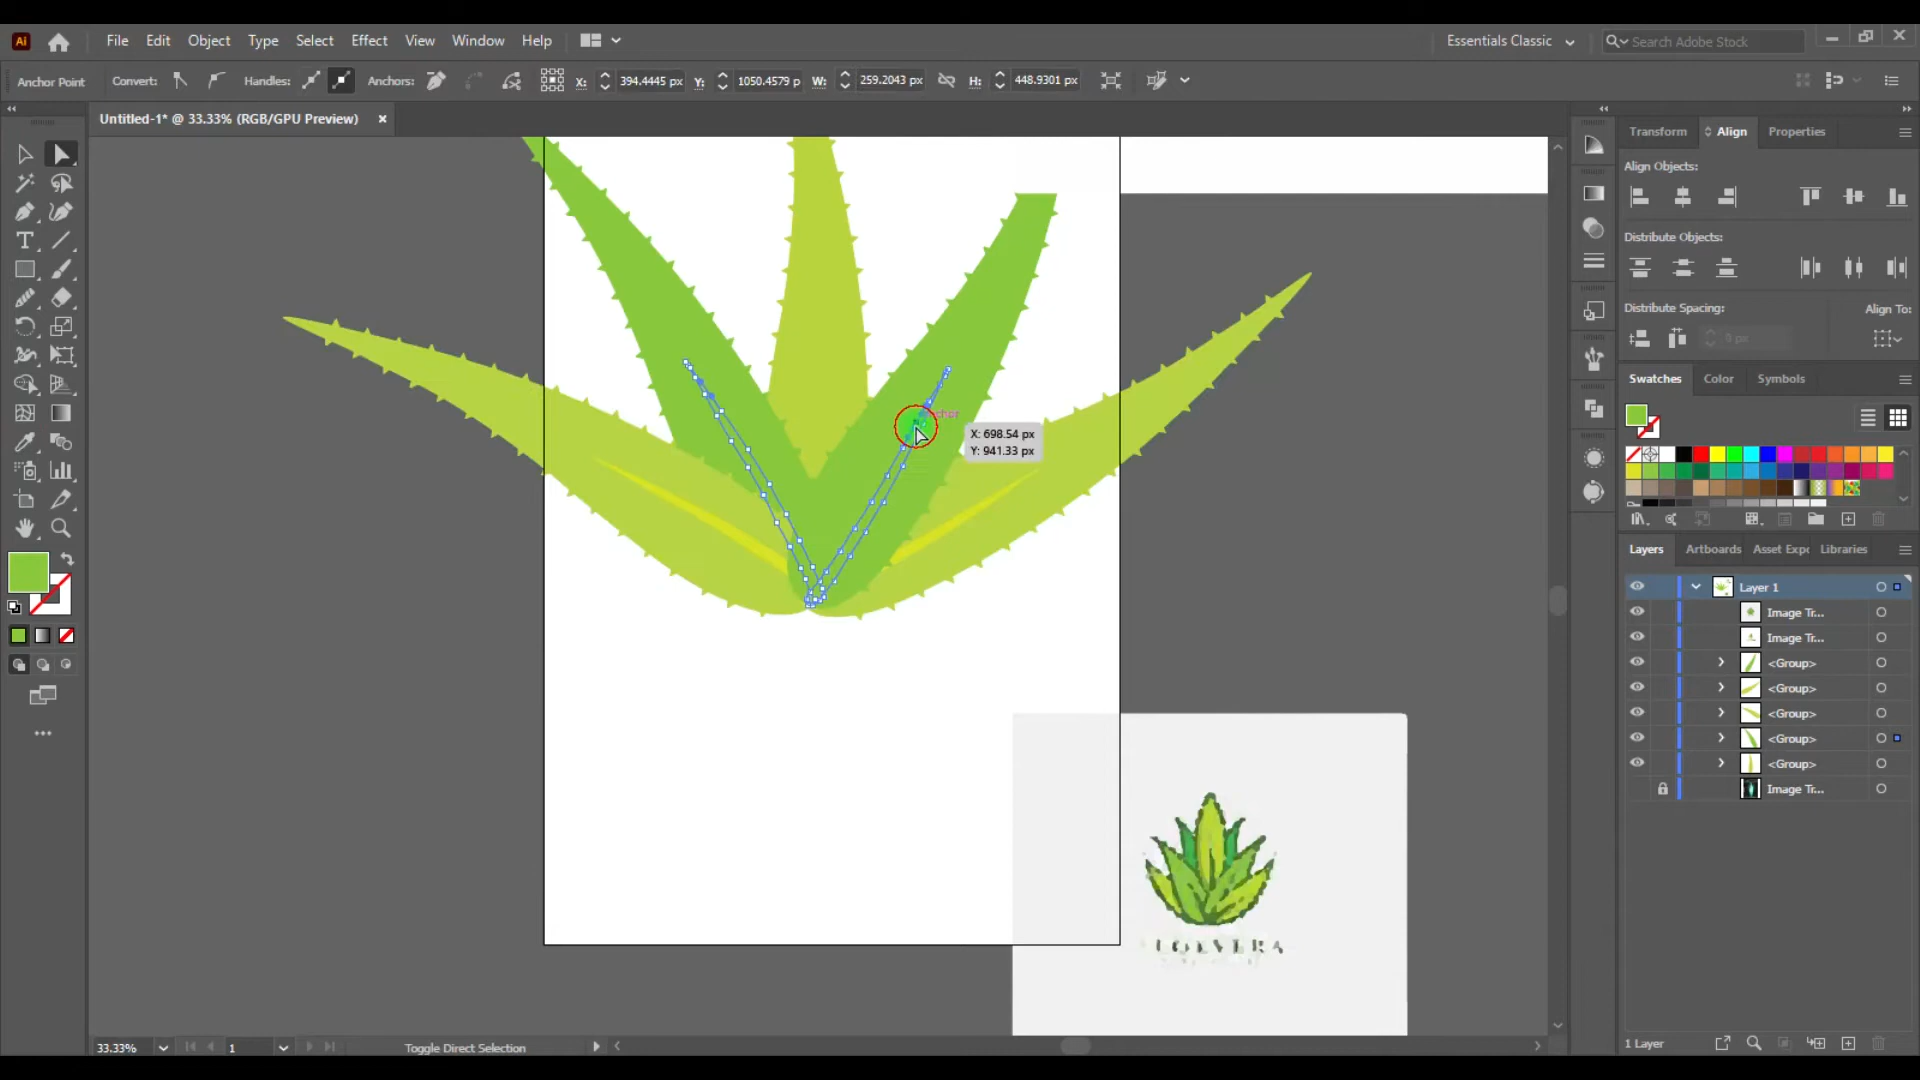 Ai File Edit Object Type Select Effect View Window Help Essentials Classic Search Adobe Stock
Anchor Point Convert: Handles: Anchors: X: 394.4445 px Y: 1050.4579 p W: 259.2043 px H: 448.9301 px
Untitled-1* @ 33.33% (RGB/GPU Preview)
Transform Align Properties
Align Objects:
Distribute Objects:
Distribute Spacing: Align To:
0 px
Swatches Color Symbols
X: 698.54 px
Y: 941.33 px
Layers Artboards Asset Expo Libraries
Layer 1
Image Tr...
Image Tr...
<Group>
<Group>
<Group>
<Group>
<Group>
Image Tr...
1 Layer
33.33% 1 Toggle Direct Selection